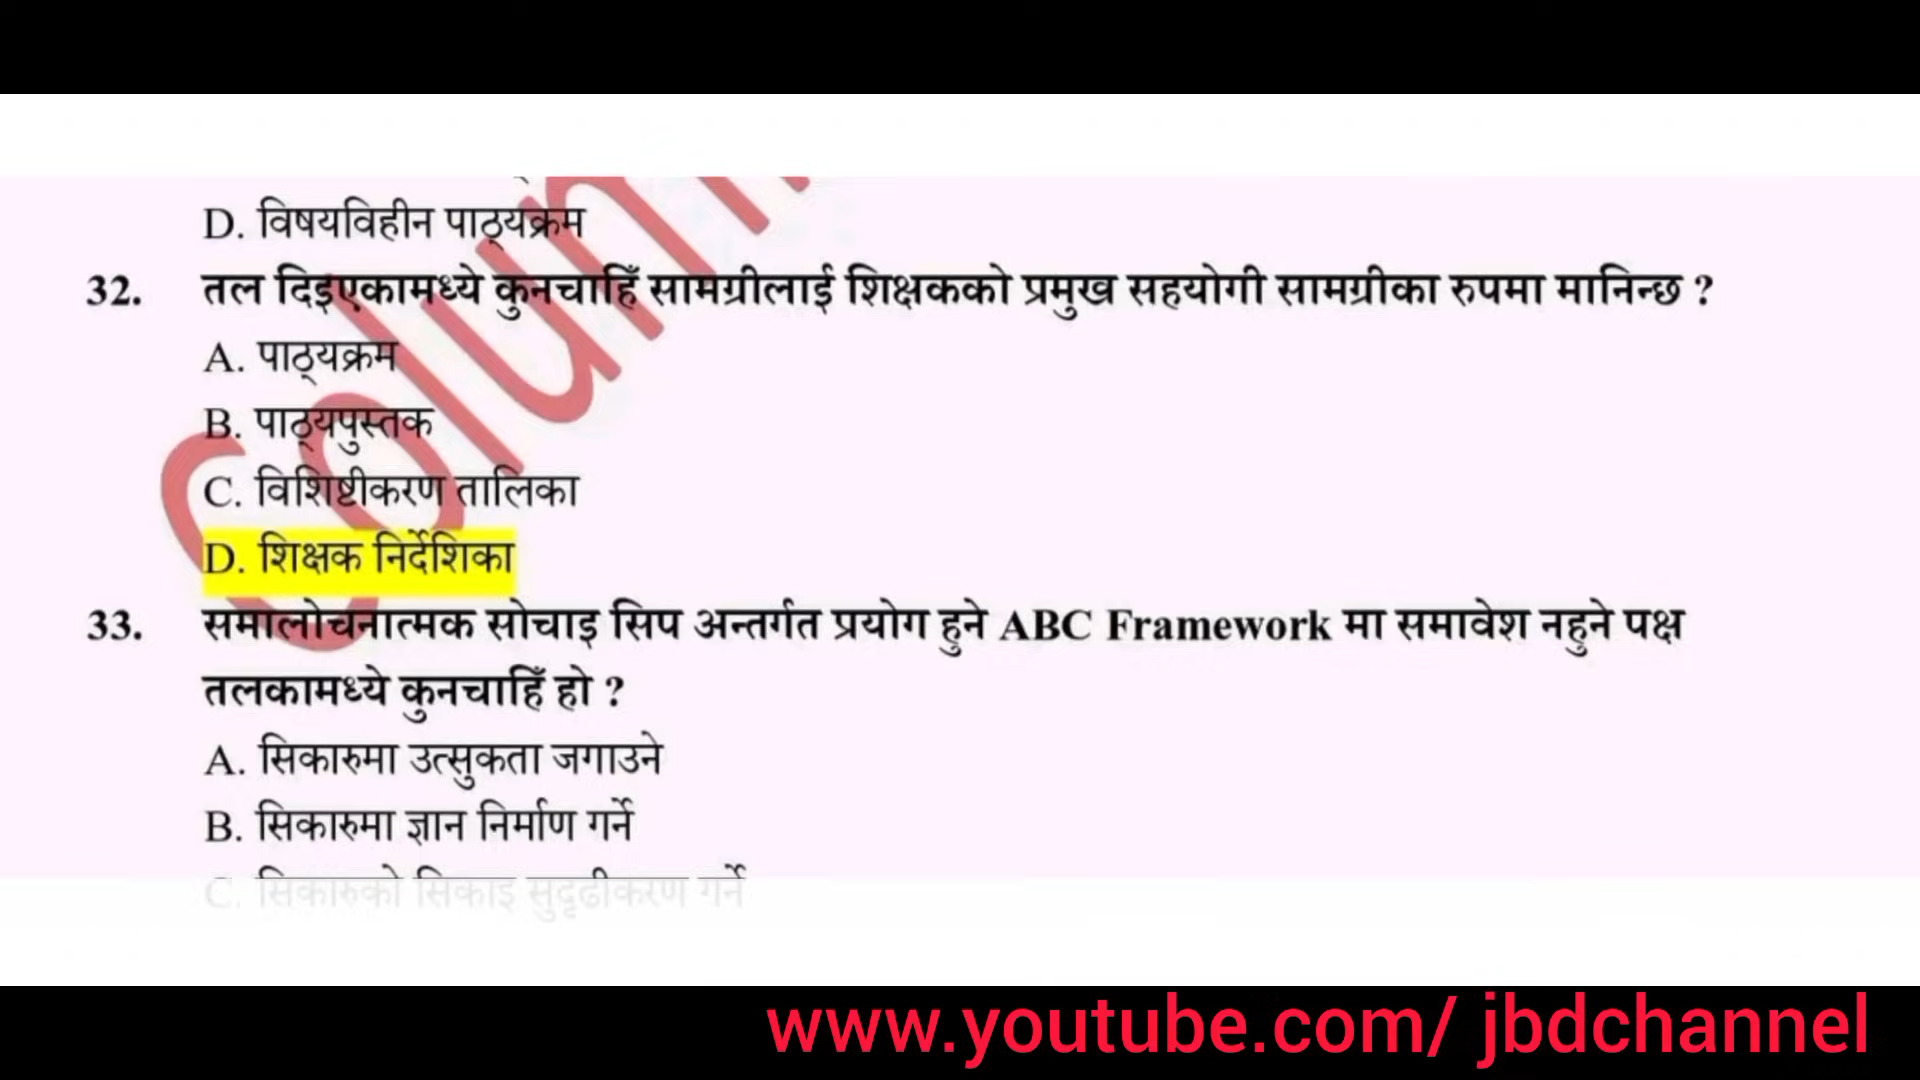 D. विषयविहीन पाठ्यक्रम
32. तल दिइएकामध्ये कुनचाहिँ सामग्रीलाई शिक्षकको प्रमुख सहयोगी सामग्रीका रुपमा मानिन्छ ?
A. पाठ्यक्रम
B. पाठ्यपुस्तक
C. विशिष्टीकरण तालिका
D. शिक्षक निर्देशिका
33. समालोचनात्मक सोचाइ सिप अन्तर्गत प्रयोग हुने ABC Framework मा समावेश नहुने पक्ष
तलकामध्ये कुनचाहिँ हो ?
A. सिकारुमा उत्सुकता जगाउने
B. सिकारुमा ज्ञान निर्माण गर्ने
C. सिकारुको सिकाइ सुदृढीकरण गर्ने
www.youtube.com/ jbdchannel